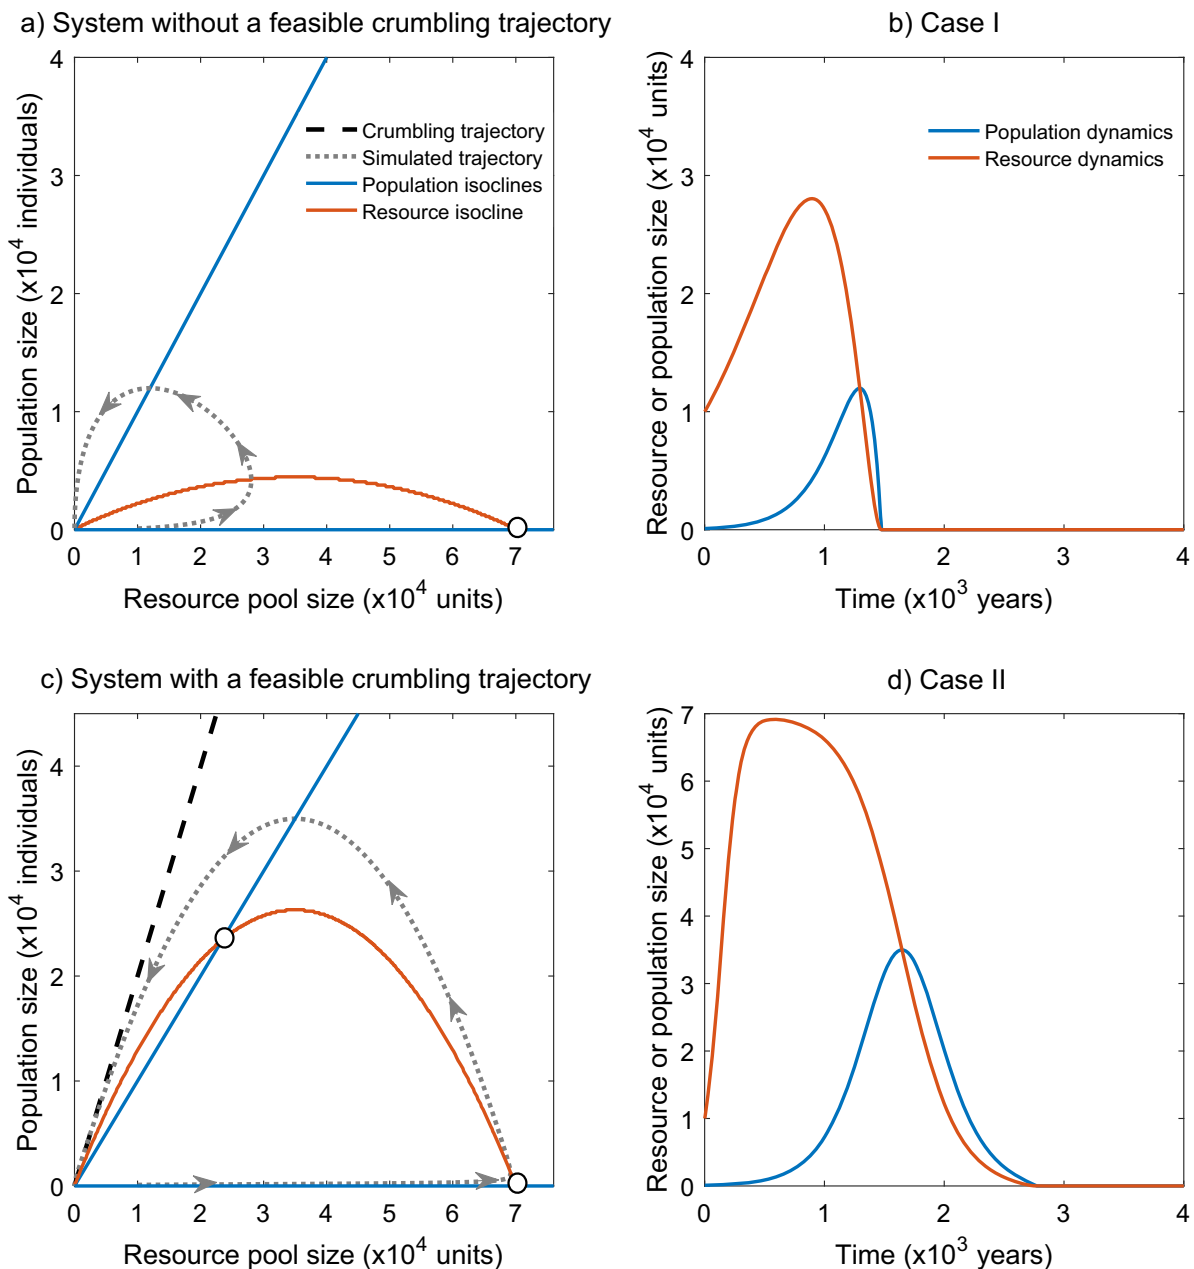 a) System without a feasible crumbling trajectory
Population size (x10^4 individuals)
4
3
2
1
0
Crumbling trajectory
Simulated trajectory
Population isoclines
Resource isocline
0 1 2 3 4 5 6 7
Resource pool size (x10^4 units)
b) Case I
Resource or population size (x10^4 units)
4
3
2
1
0
Population dynamics
Resource dynamics
0 1 2 3 4
Time (x10^3 years)
c) System with a feasible crumbling trajectory
Population size (x10^4 individuals)
4
3
2
1
0
0 1 2 3 4 5 6 7
Resource pool size (x10^4 units)
d) Case II
Resource or population size (x10^4 units)
7
6
5
4
3
2
1
0
0 1 2 3 4
Time (x10^3 years)